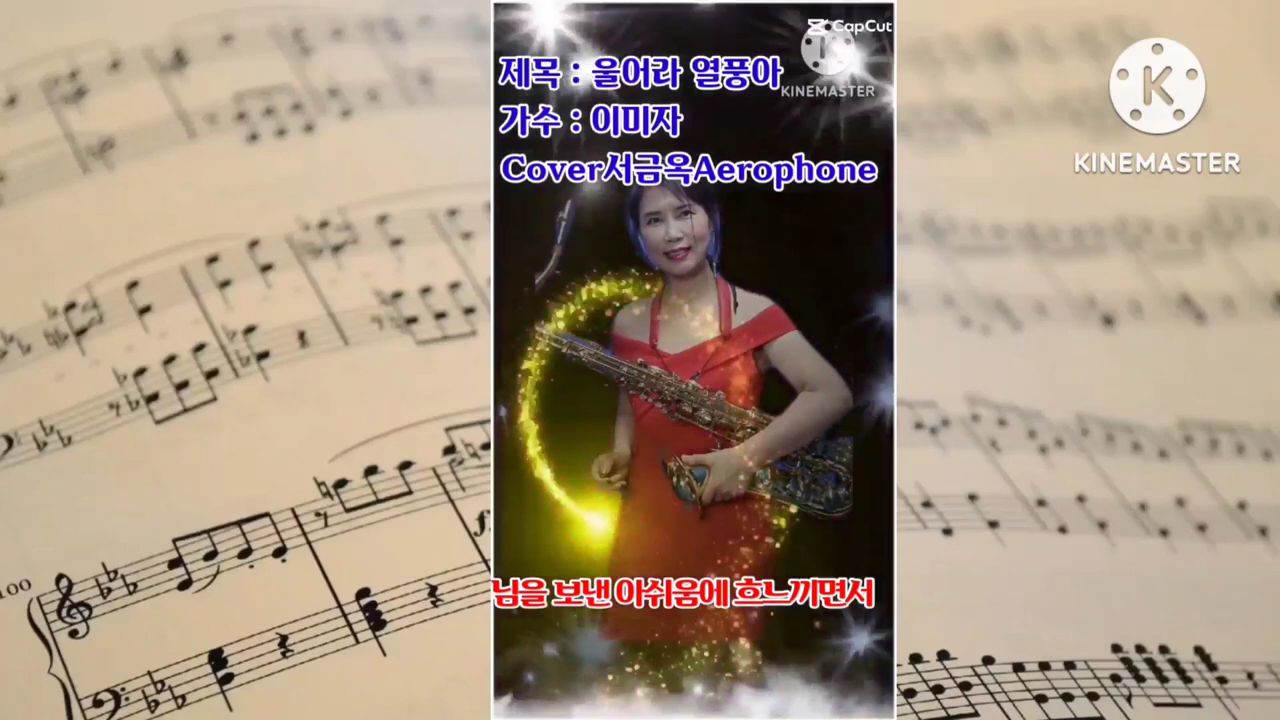 CapCut
KINEMASTER
제목 : 울어라 열풍아
가수 : 이미자
Cover서금옥Aerophone
님을 보낸 아쉬움에 흐느끼면서
K
KINEMASTER
100